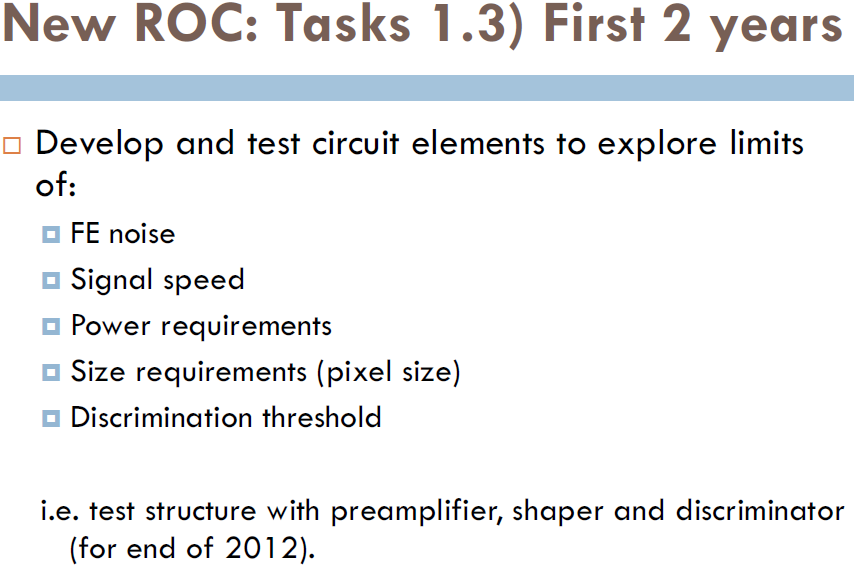 New ROC: Tasks 1.3) First 2 years
Develop and test circuit elements to explore limits
of:
FE noise
Signal speed
Power requirements
Size requirements (pixel size)
Discrimination threshold
i.e. test structure with preamplifier, shaper and discriminator
(for end of 2012).